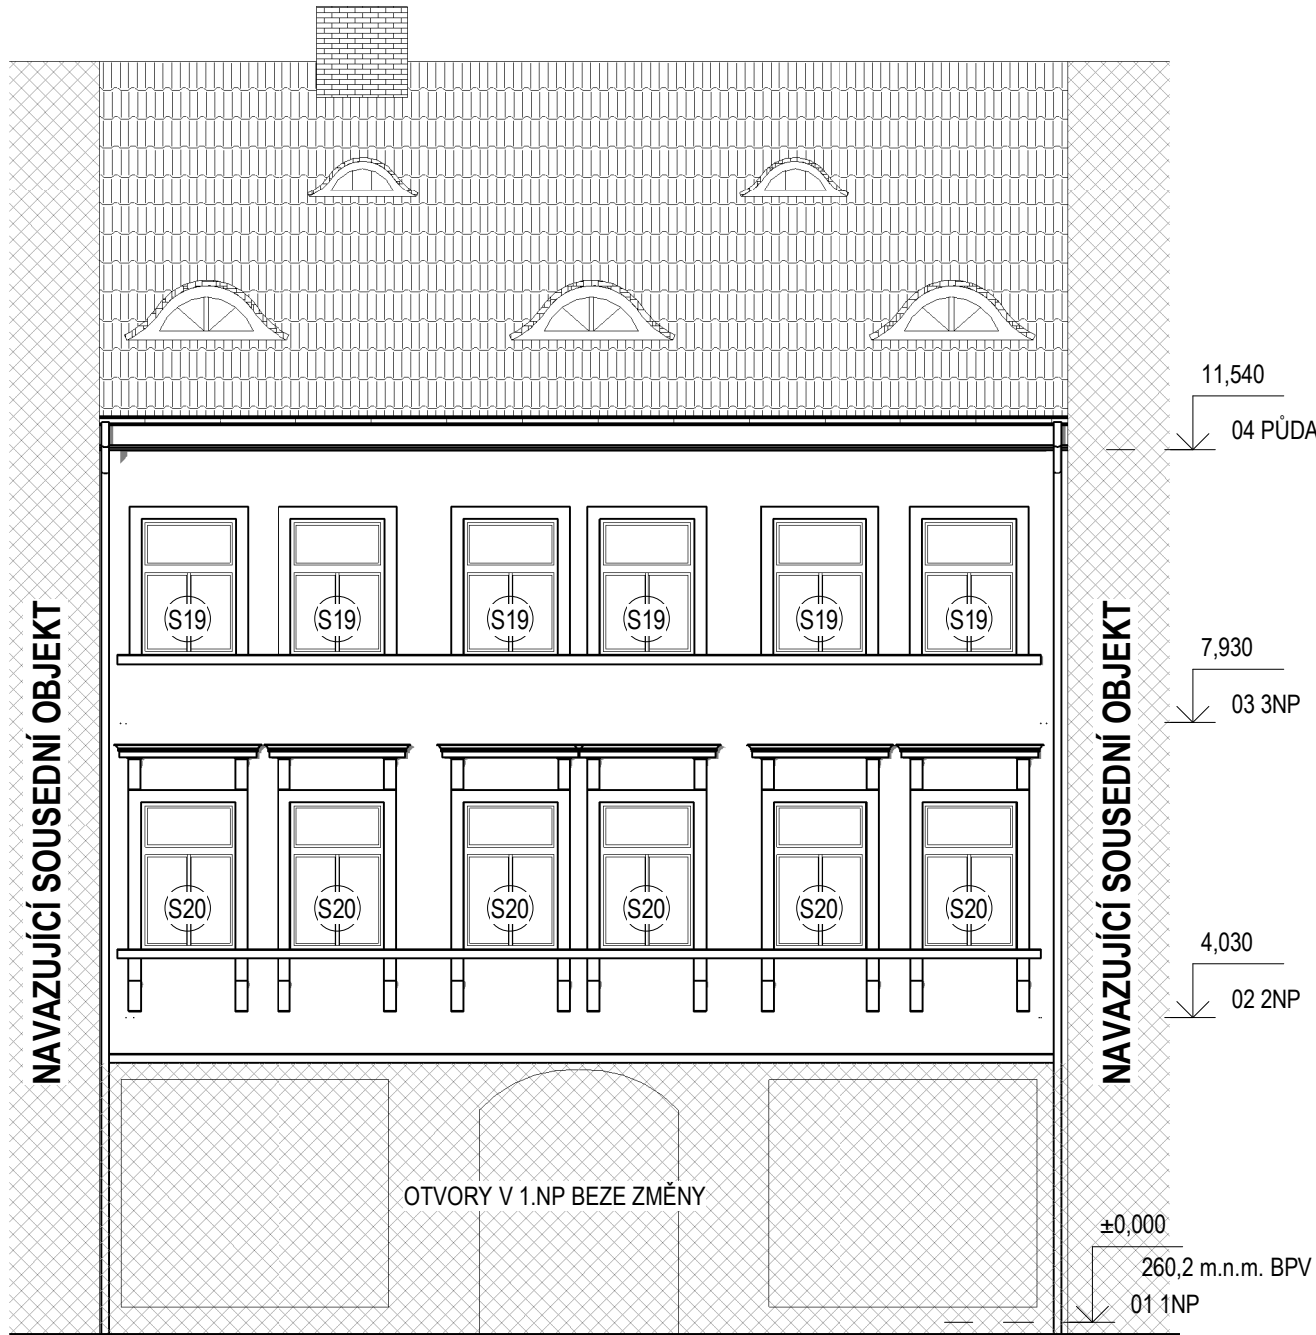 11,540
04 PŮDA
S19 S19 S19 S19 S19 S19
7,930
03 3NP
NAVAZUJÍCÍ SOUSEDNÍ OBJEKT
NAVAZUJÍCÍ SOUSEDNÍ OBJEKT
S20 S20 S20 S20 S20 S20
4,030
02 2NP
OTVORY V 1.NP BEZE ZMĚNY
±0,000
260,2 m.n.m. BPV
01 1NP